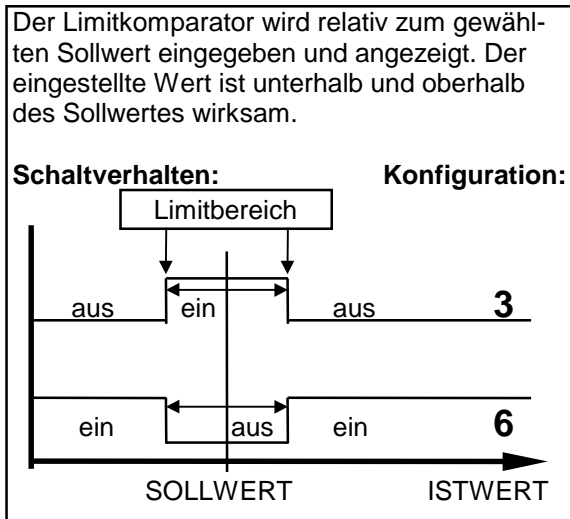 Der Limitkomparator wird relativ zum gewähl-
ten Sollwert eingegeben und angezeigt. Der
eingestellte Wert ist unterhalb und oberhalb
des Sollwertes wirksam.
Schaltverhalten: Konfiguration:
Limitbereich
aus ein aus 3
ein aus ein 6
SOLLWERT ISTWERT